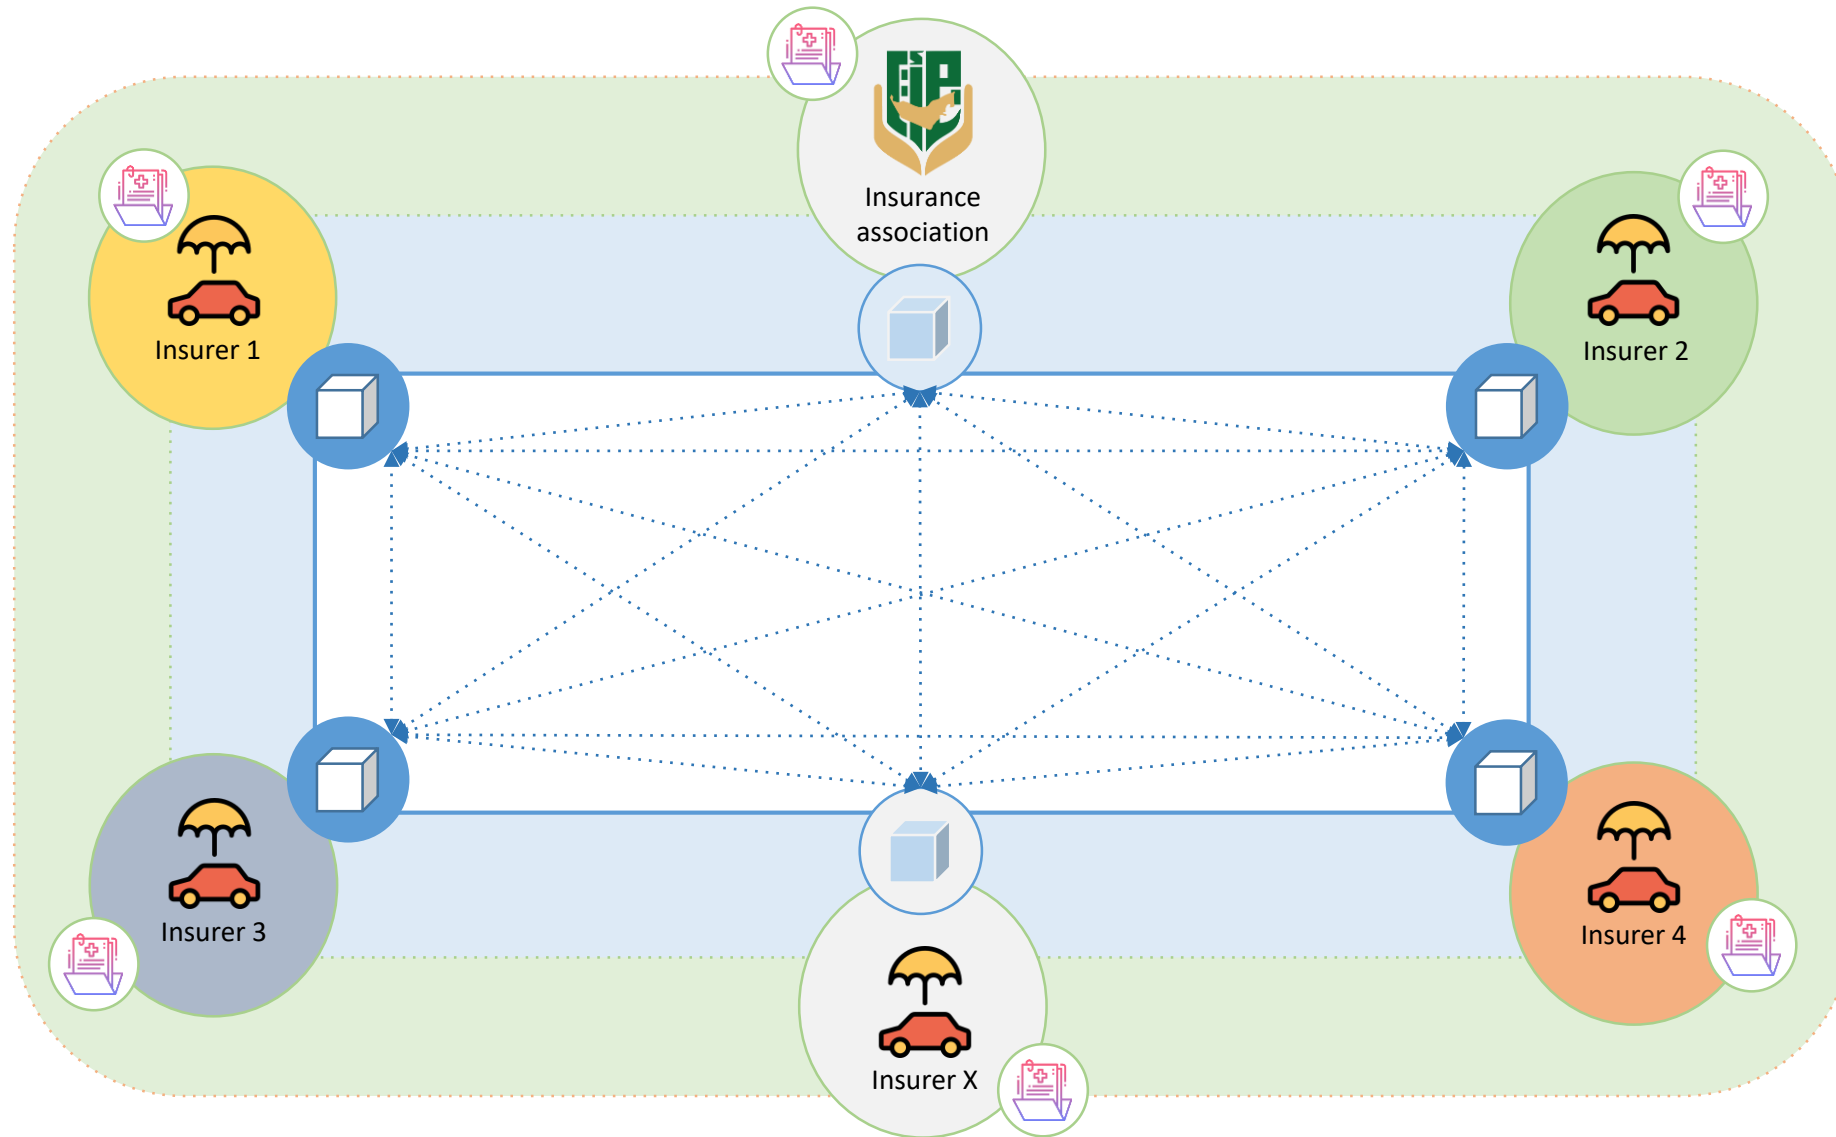 Insurance
association
Insurer 1
Insurer 2
Insurer 3
Insurer 4
Insurer X